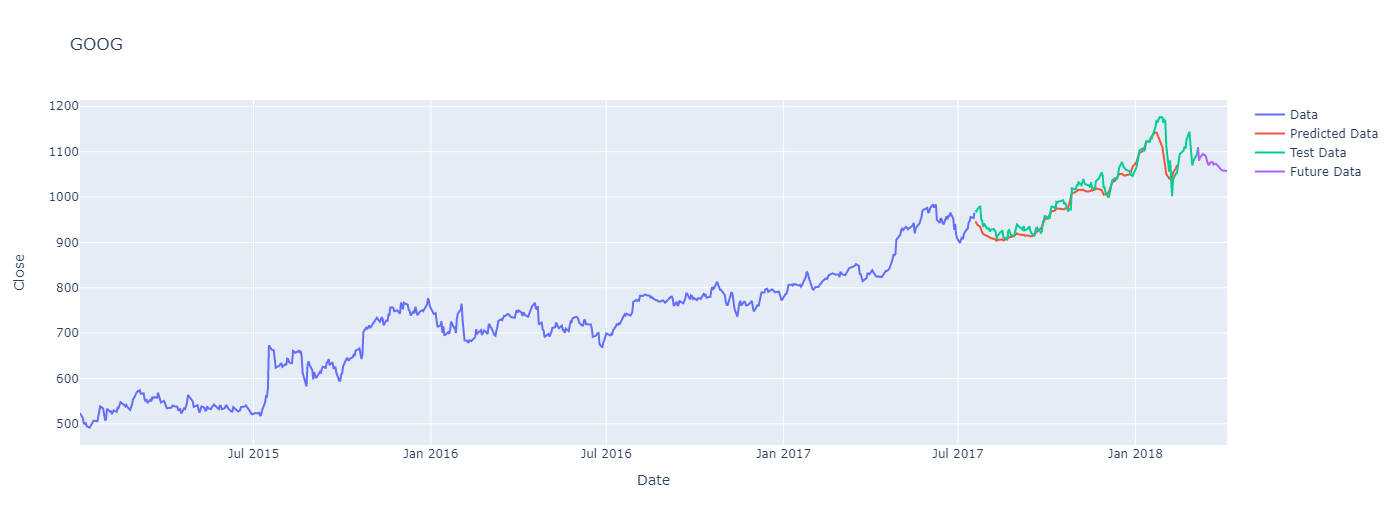 GOOG
1200
1100
1000
900
800
700
600
500
Close
Jul 2015
Jan 2016
Jul 2016
Jan 2017
Jul 2017
Jan 2018
Date
Data
Predicted Data
Test Data
Future Data